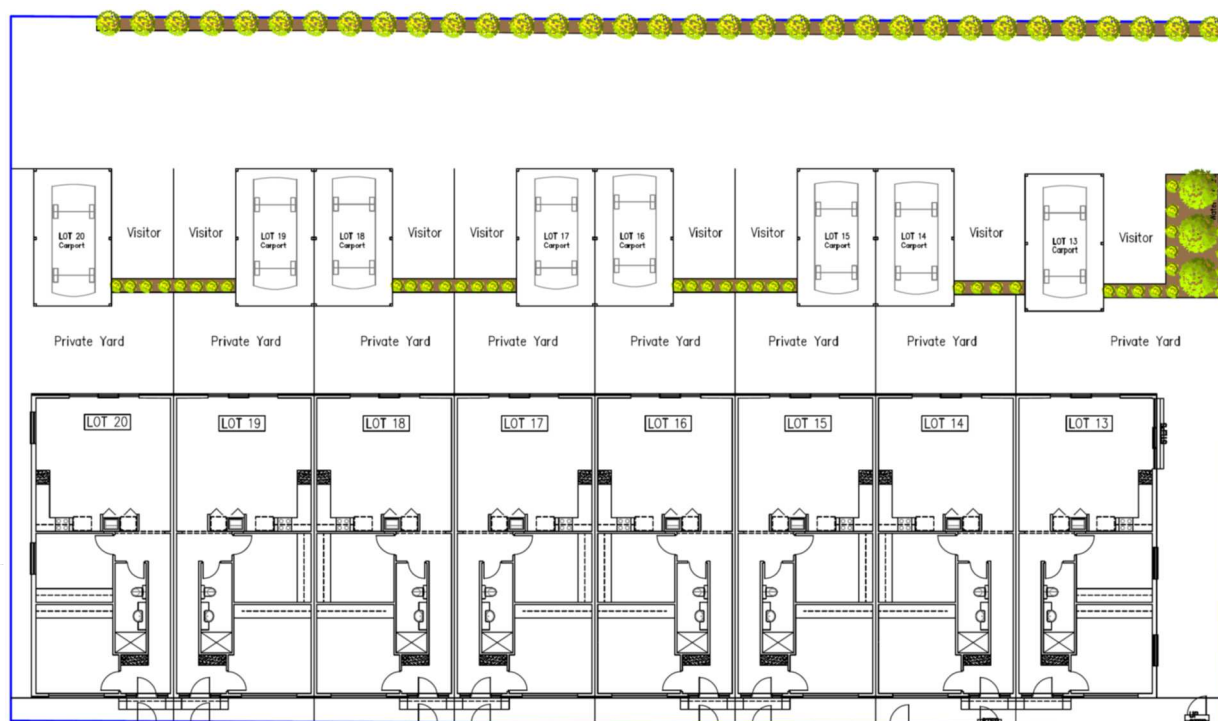 LOT 20
Carport
Visitor
Visitor
LOT 19
Carport
LOT 18
Carport
Visitor
Visitor
LOT 17
Carport
LOT 16
Carport
Visitor
Visitor
LOT 15
Carport
LOT 14
Carport
Visitor
LOT 13
Carport
Visitor
Private Yard
Private Yard
Private Yard
Private Yard
Private Yard
Private Yard
Private Yard
Private Yard
LOT 20
LOT 19
LOT 18
LOT 17
LOT 16
LOT 15
LOT 14
LOT 13
STEPS
UP